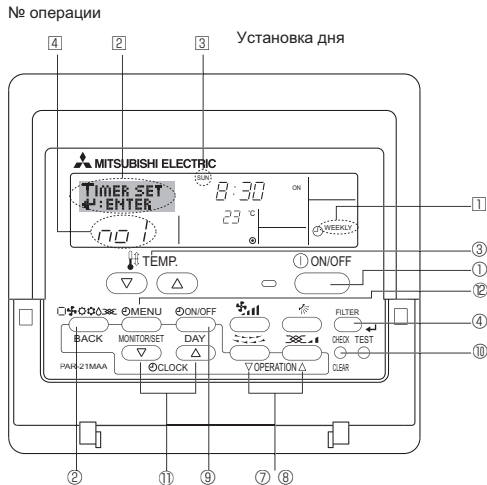 № операции
Установка дня
4 2 3
MITSUBISHI ELECTRIC
SUN
TIMER SET
↵:ENTER
8:30 ON
23 °C
no 1
WEEKLY
1
TEMP.
ON/OFF
③
①
⑫
MENU
ON/OFF
FILTER
④
BACK
MONITOR/SET
DAY
CHECK TEST
⑩
PAR-21MAA
CLOCK
▽ OPERATION △
CLEAR
② ⑪ ⑨ ⑦ ⑧